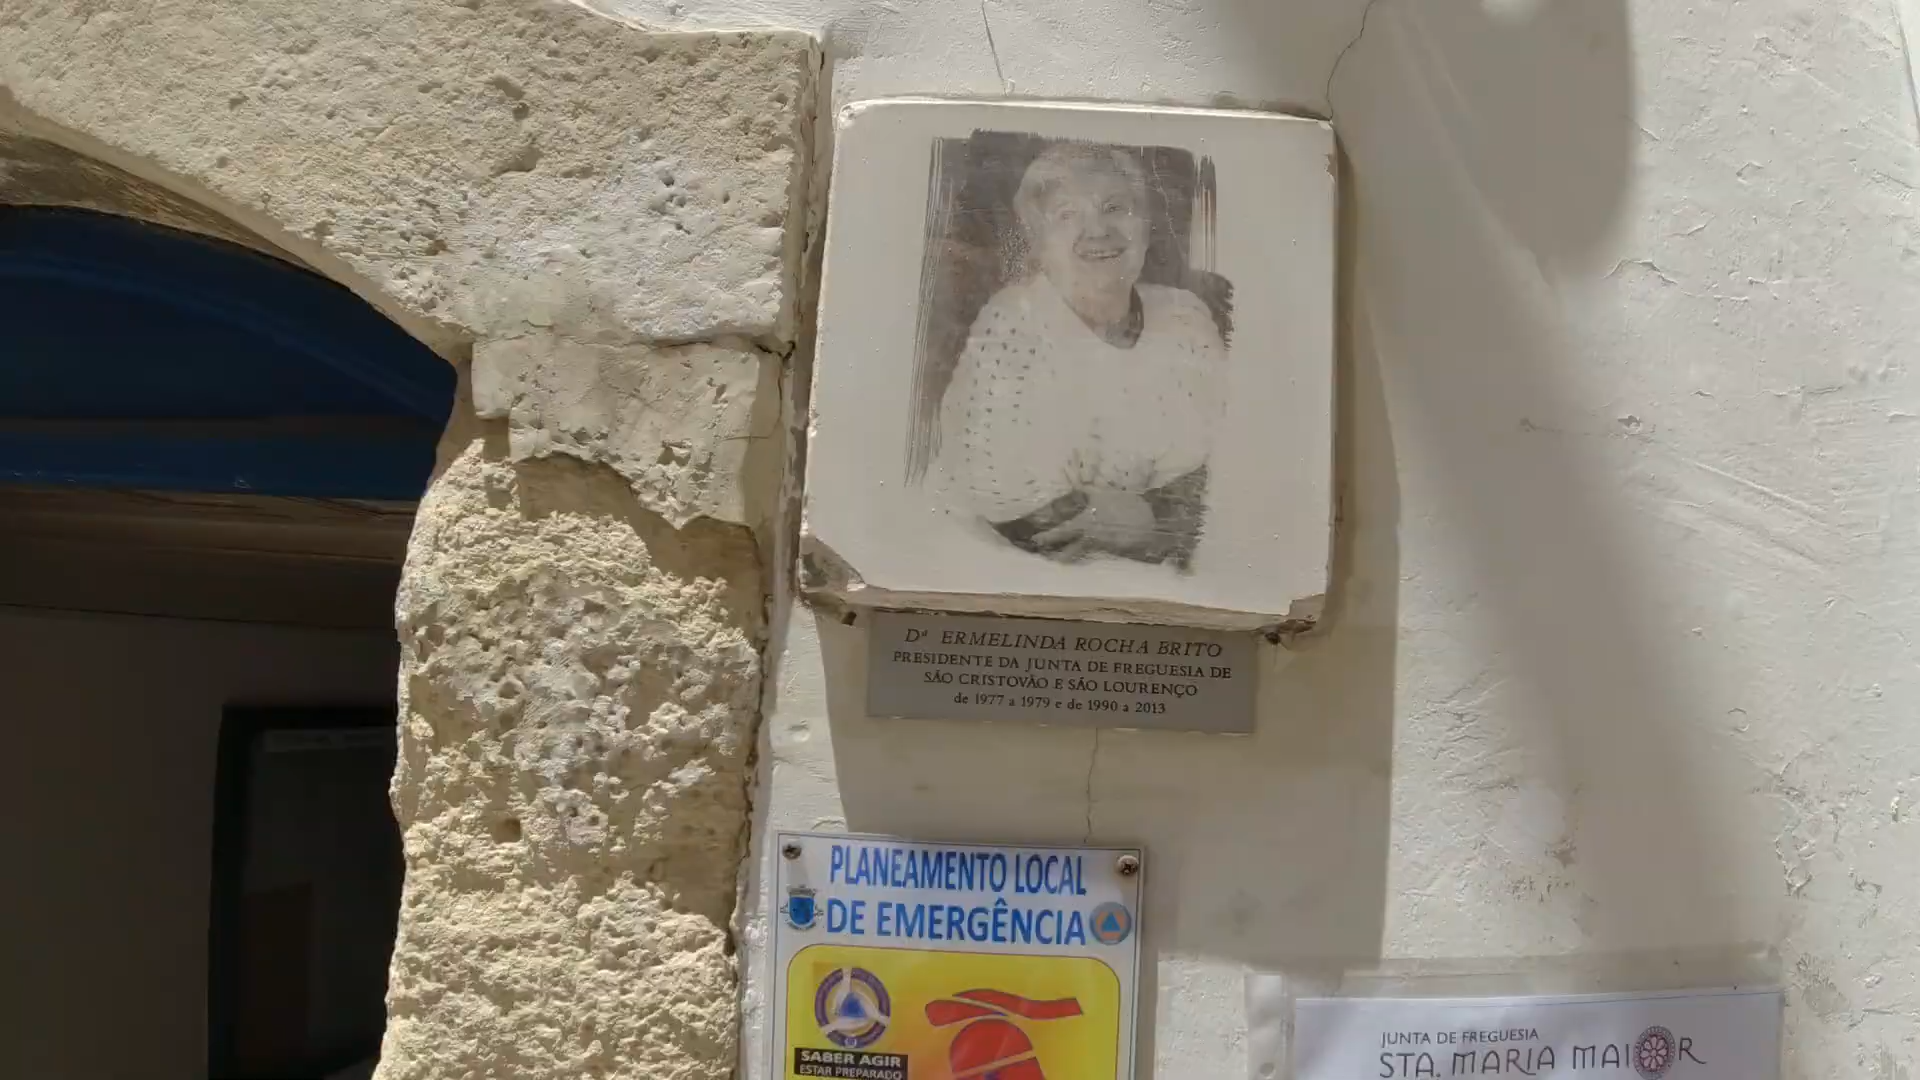 Dª ERMELINDA ROCHA BRITO
PRESIDENTE DA JUNTA DE FREGUESIA DE
SÃO CRISTOVÃO E SÃO LOURENÇO
de 1977 a 1979 e de 1990 a 2013
PLANEAMENTO LOCAL
DE EMERGÊNCIA
SABER AGIR
ESTAR PREPARADO
JUNTA DE FREGUESIA
STA. MARIA MAIOR